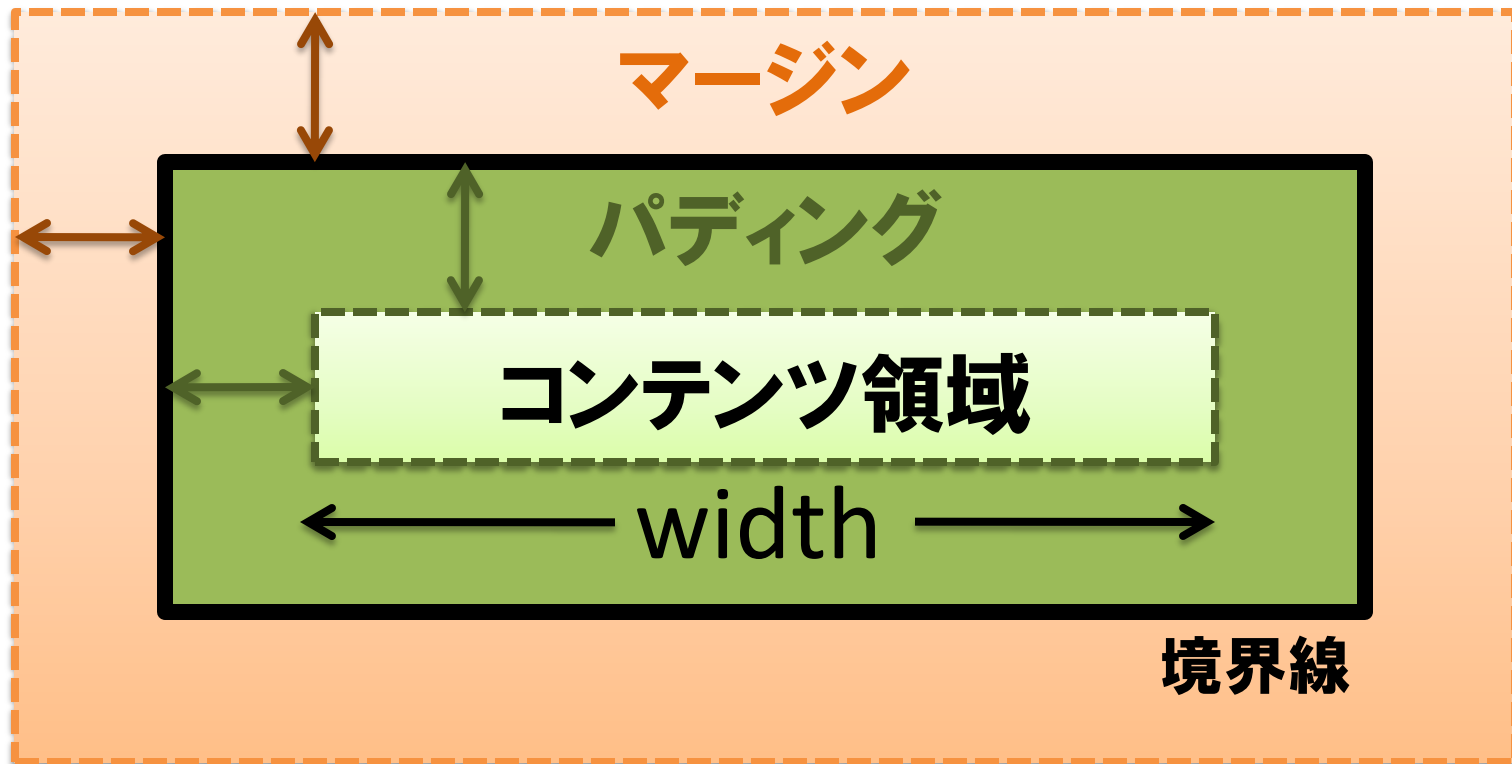 マージン
パディング
コンテンツ領域
width
境界線